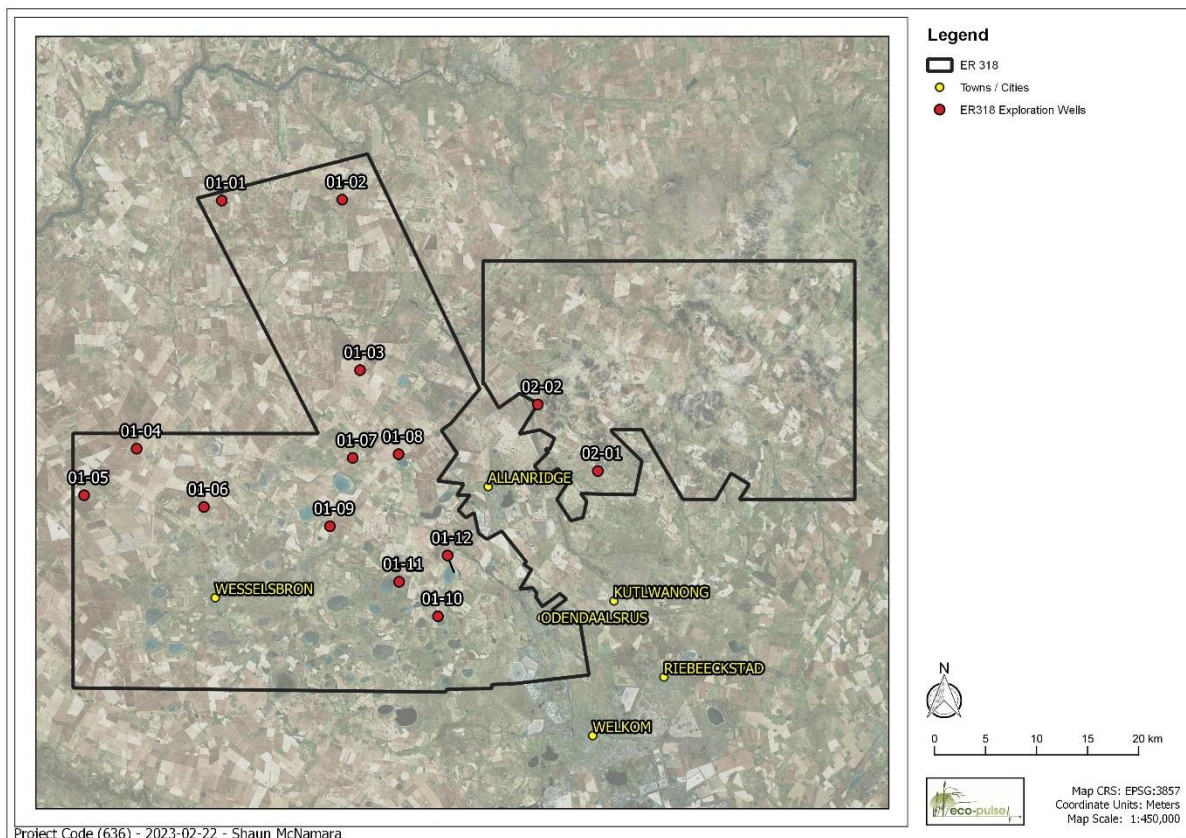 Legend
ER 318
Towns / Cities
ER318 Exploration Wells
01-01
01-02
01-03
02-02
01-04
01-07
01-08
02-01
01-05
01-06
ALLANRIDGE
01-09
01-12
01-11
WESSELSBRON
KUTLWANONG
01-10
ODENDAALSRUS
RIEBEECKSTAD
WELKOM
N
0 5 10 15 20 km
eco-pulse
Map CRS: EPSG:3857
Coordinate Units: Meters
Map Scale: 1:450,000
Project Code (636) - 2023-02-22 - Shaun McNamara